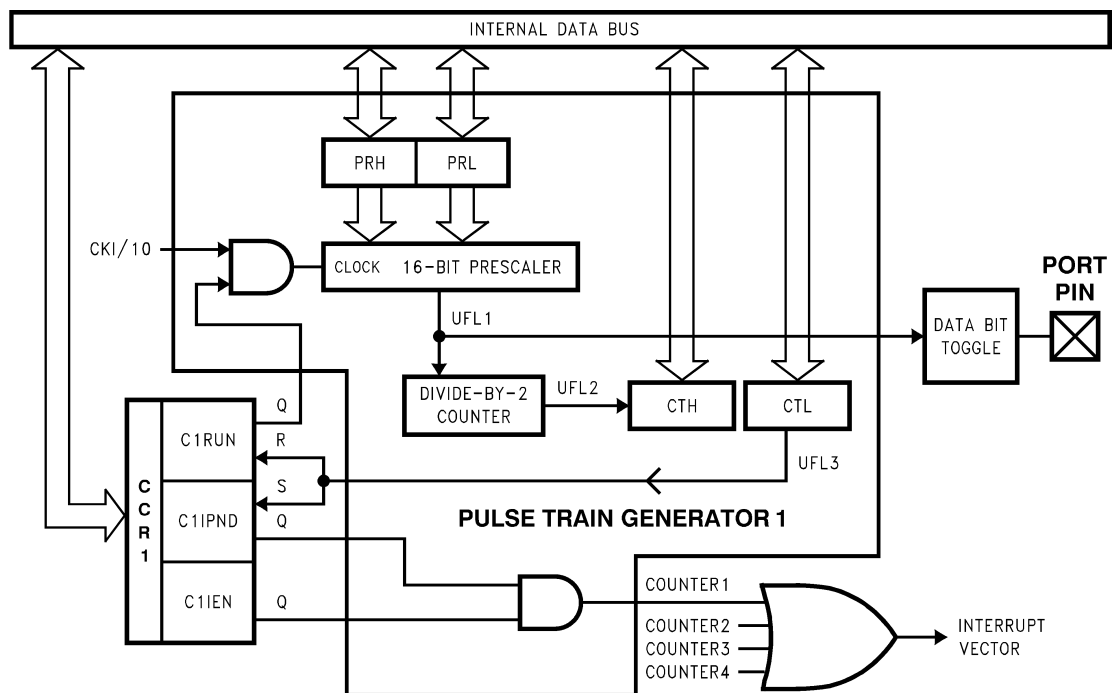 INTERNAL DATA BUS
PRH PRL
CKI/10
CLOCK 16-BIT PRESCALER
PORT
PIN
UFL1
DATA BIT
TOGGLE
DIVIDE-BY-2
COUNTER
UFL2
CTH
CTL
Q
C1RUN
R
UFL3
S
CCR1
C1IPND
Q
PULSE TRAIN GENERATOR 1
C1IEN
Q
COUNTER1
COUNTER2
COUNTER3
COUNTER4
INTERRUPT
VECTOR